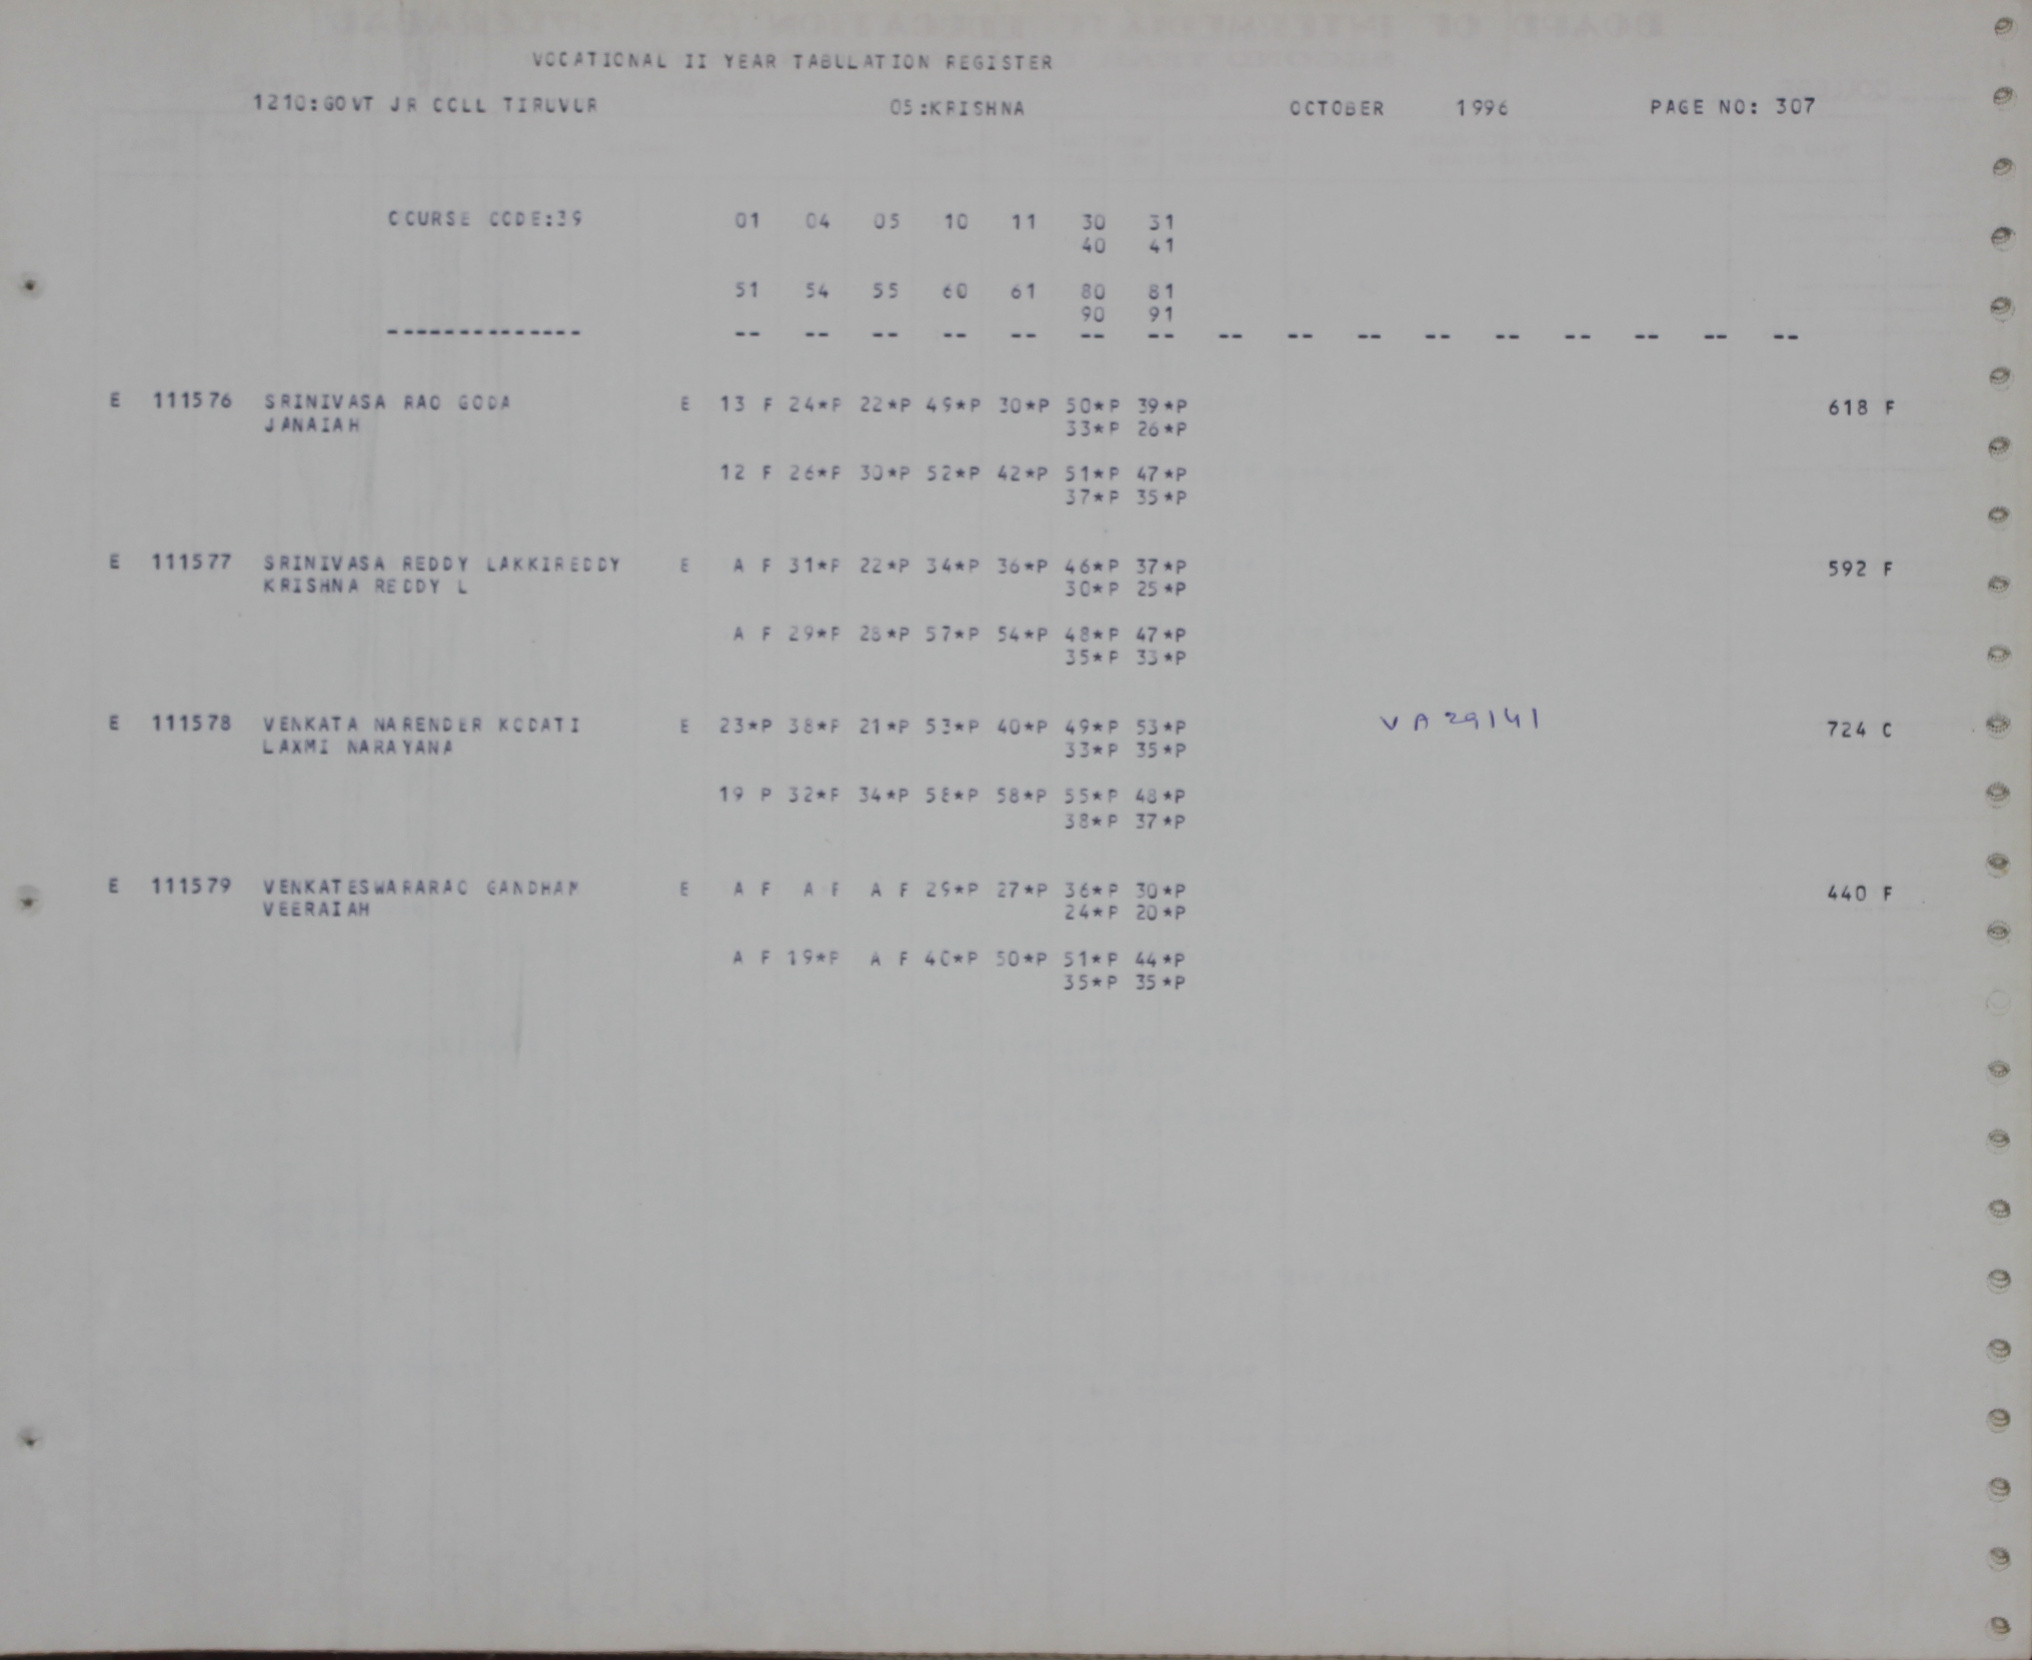 VOCATIONAL II YEAR TABULATION REGISTER
1210:GOVT JR COLL TIRUVUR 05:KRISHNA OCTOBER 1996 PAGE NO: 307
COURSE CODE:39 01 04 05 10 11 30 31
40 41
51 54 55 60 61 80 81
90 91
-------------- -- -- -- -- -- -- -- -- -- -- -- -- -- -- -- --
E 111576 SRINIVASA RAO GODA E 13 F 24*P 22*P 49*P 30*P 50*P 39*P 618 F
JANAIAH 33*P 26*P
12 F 26*P 30*P 52*P 42*P 51*P 47*P
37*P 35*P
E 111577 SRINIVASA REDDY LAKKIREDDY E A F 31*P 22*P 34*P 36*P 46*P 37*P 592 F
KRISHNA REDDY L 30*P 25*P
A F 29*P 28*P 57*P 54*P 48*P 47*P
35*P 33*P
E 111578 VENKATA NARENDER KODATI E 23*P 38*P 21*P 53*P 40*P 49*P 53*P VA 29141 724 C
LAXMI NARAYANA 33*P 35*P
19 P 32*P 34*P 58*P 58*P 55*P 48*P
38*P 37*P
E 111579 VENKATESWARARAO GANDHAM E A F A F A F 29*P 27*P 36*P 30*P 440 F
VEERAIAH 24*P 20*P
A F 19*P A F 40*P 50*P 51*P 44*P
35*P 35*P